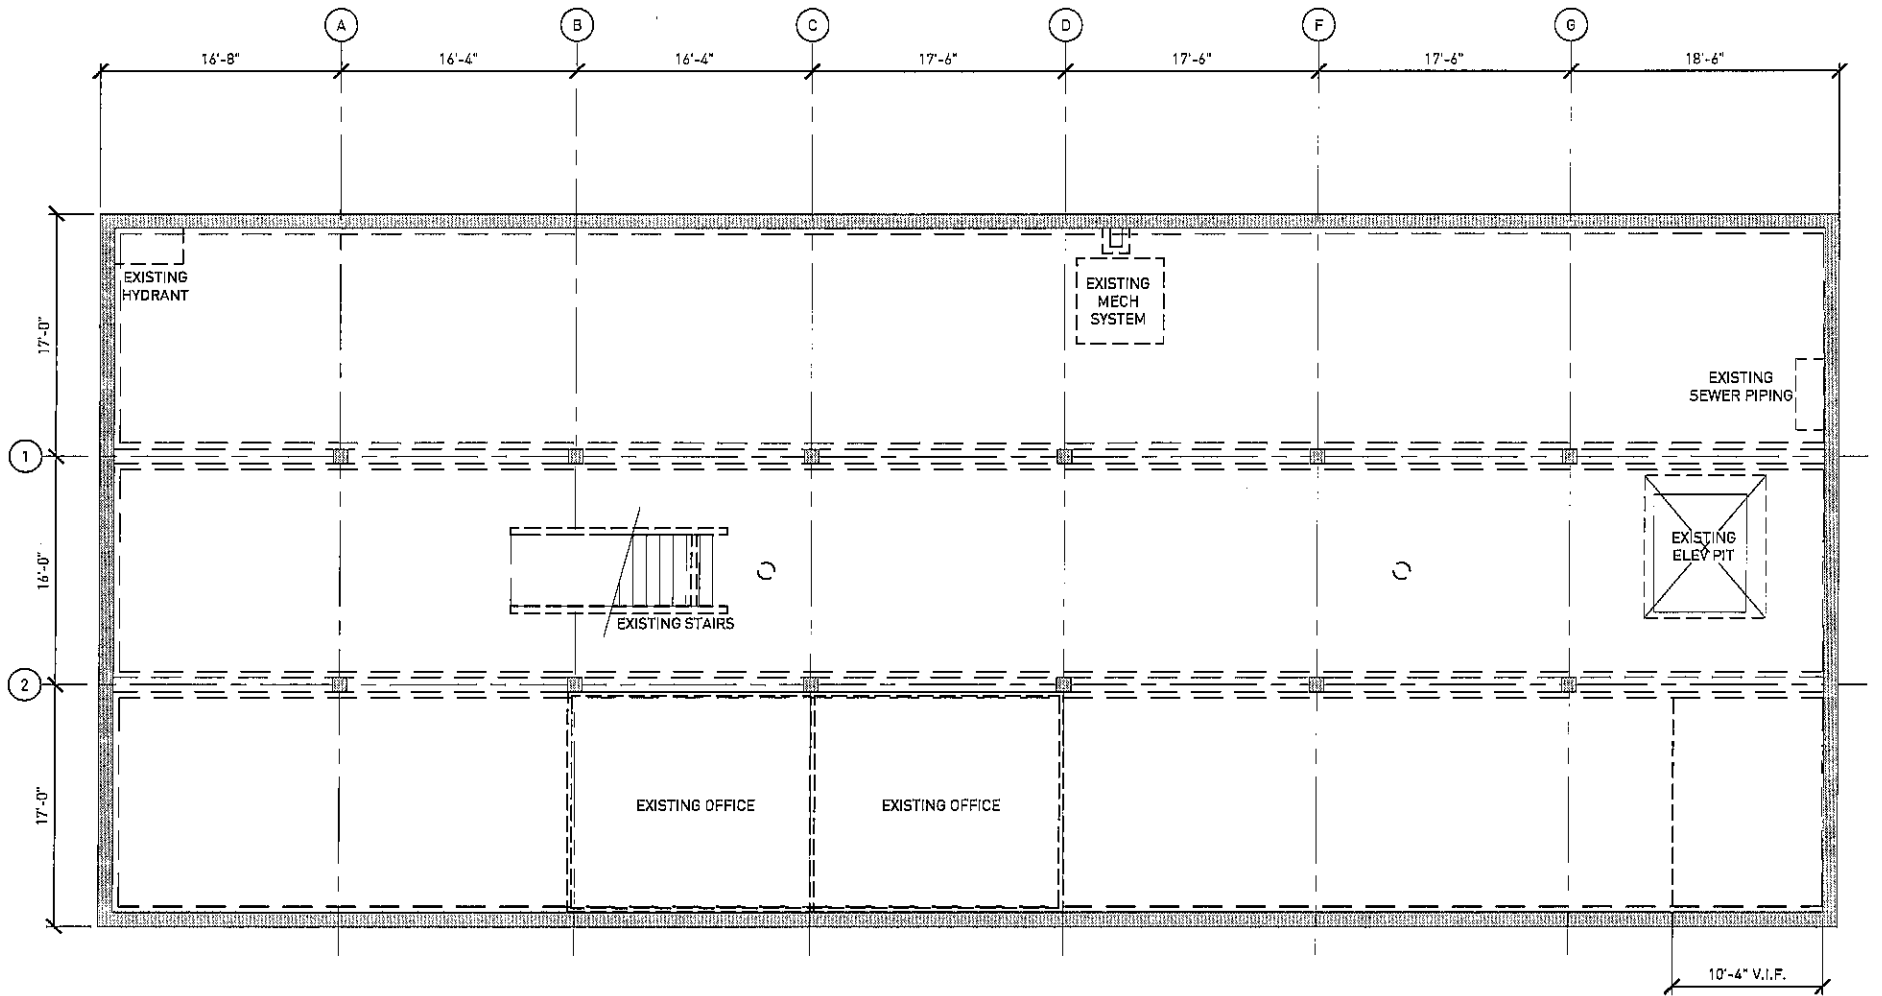 A
B
C
D
F
G
16'-8"
16'-4"
16'-4"
17'-6"
17'-6"
17'-6"
18'-6"
EXISTING
HYDRANT
EXISTING
MECH
SYSTEM
17'-0"
EXISTING
SEWER PIPING
1
EXISTING
ELEV PIT
16'-0"
EXISTING STAIRS
2
EXISTING OFFICE
EXISTING OFFICE
17'-0"
10'-4" V.I.F.